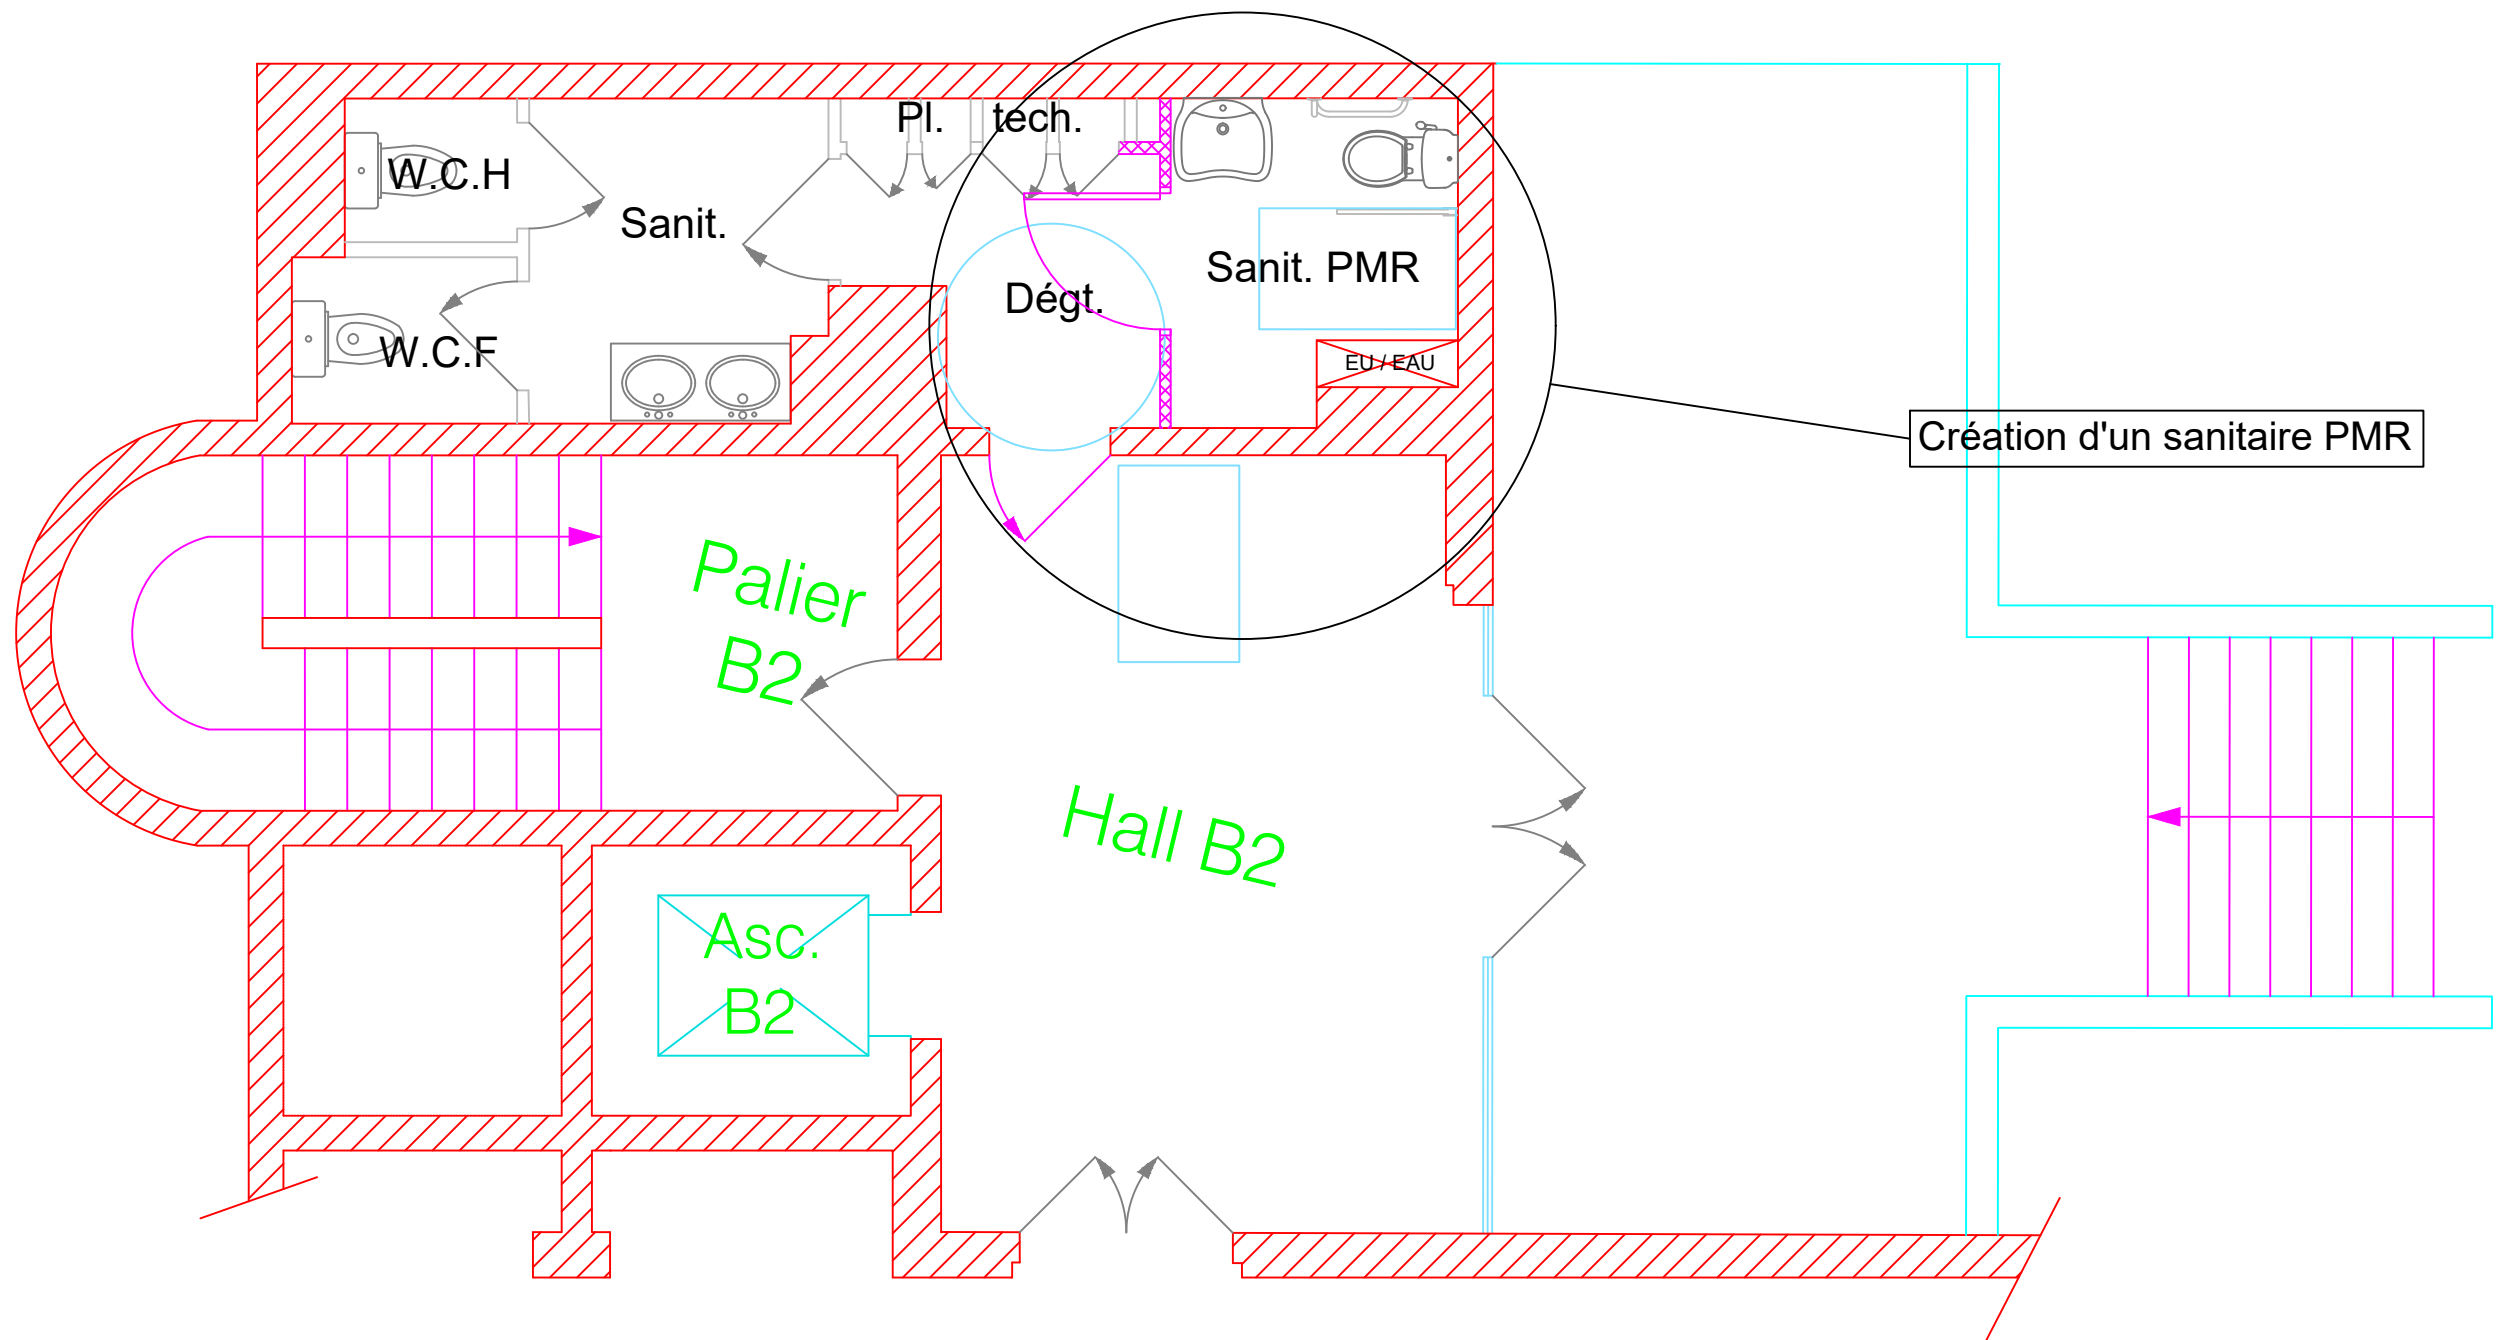 Pl. tech.
W.C.H
Sanit.
Sanit. PMR
Dégt.
W.C.F
EU / EAU
Création d'un sanitaire PMR
Palier
B2
Hall B2
Asc.
B2